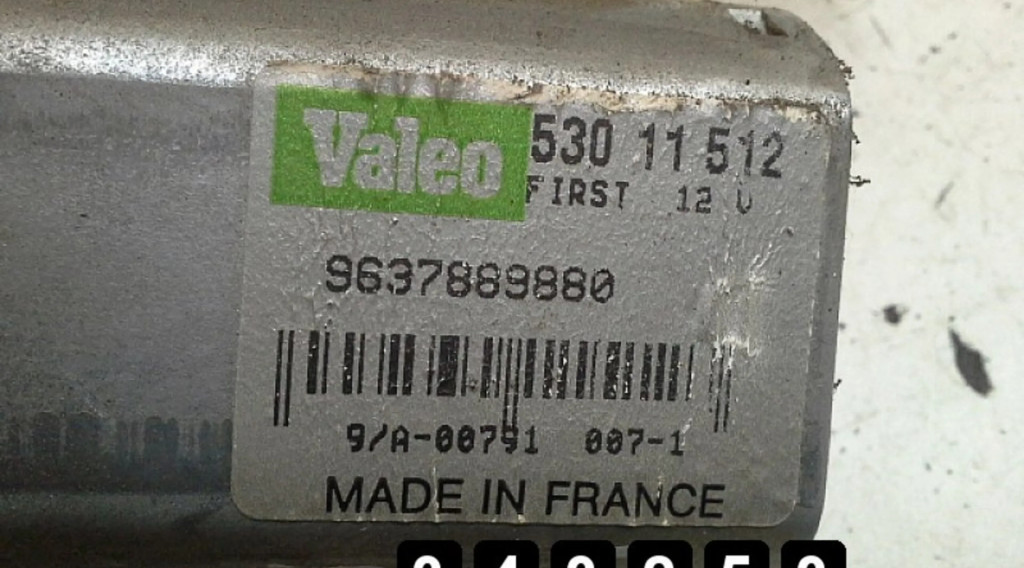 Valeo 530 11 512
FIRST 12 V
9637889880
9/A-00791 007-1
MADE IN FRANCE